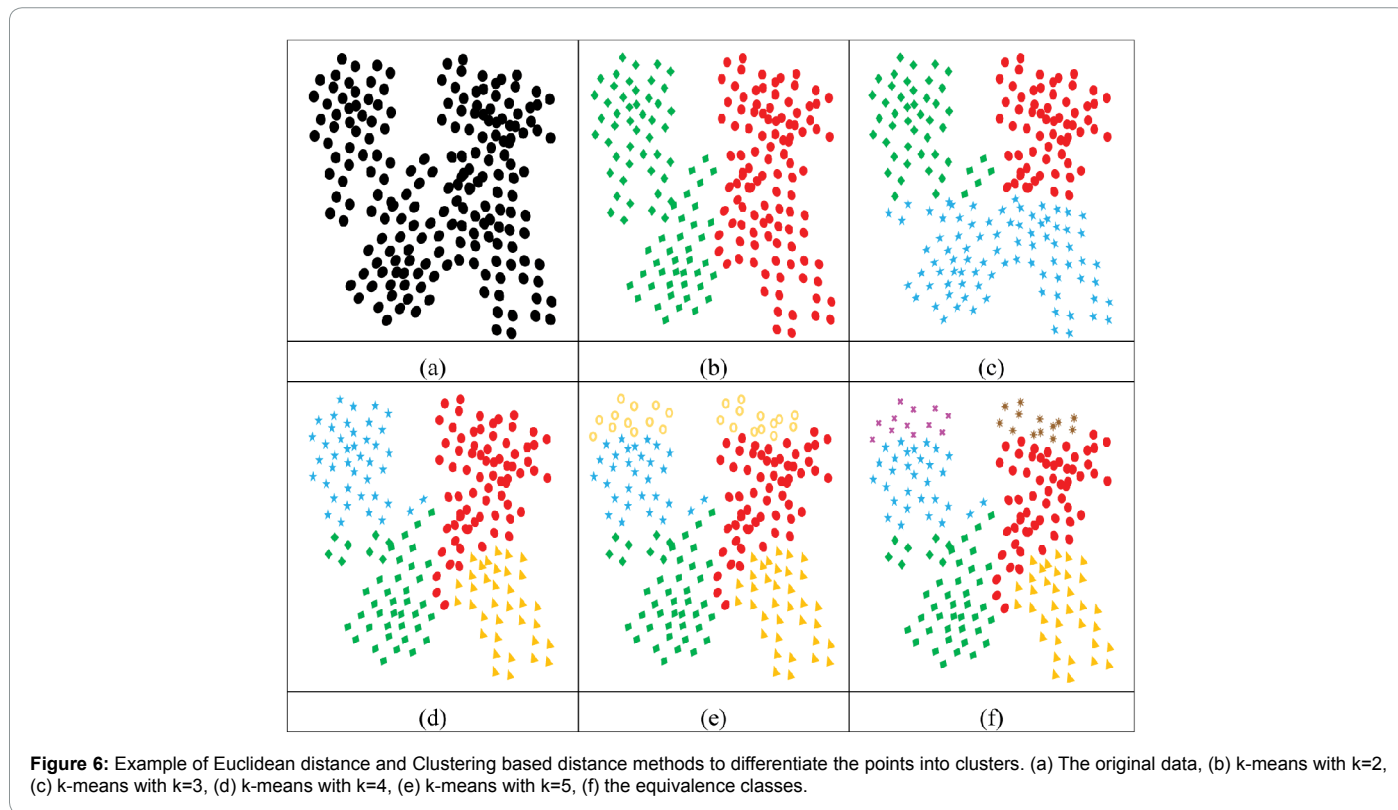 (a) (b) (c)
(d) (e) (f)
Figure 6: Example of Euclidean distance and Clustering based distance methods to differentiate the points into clusters. (a) The original data, (b) k-means with k=2,
(c) k-means with k=3, (d) k-means with k=4, (e) k-means with k=5, (f) the equivalence classes.